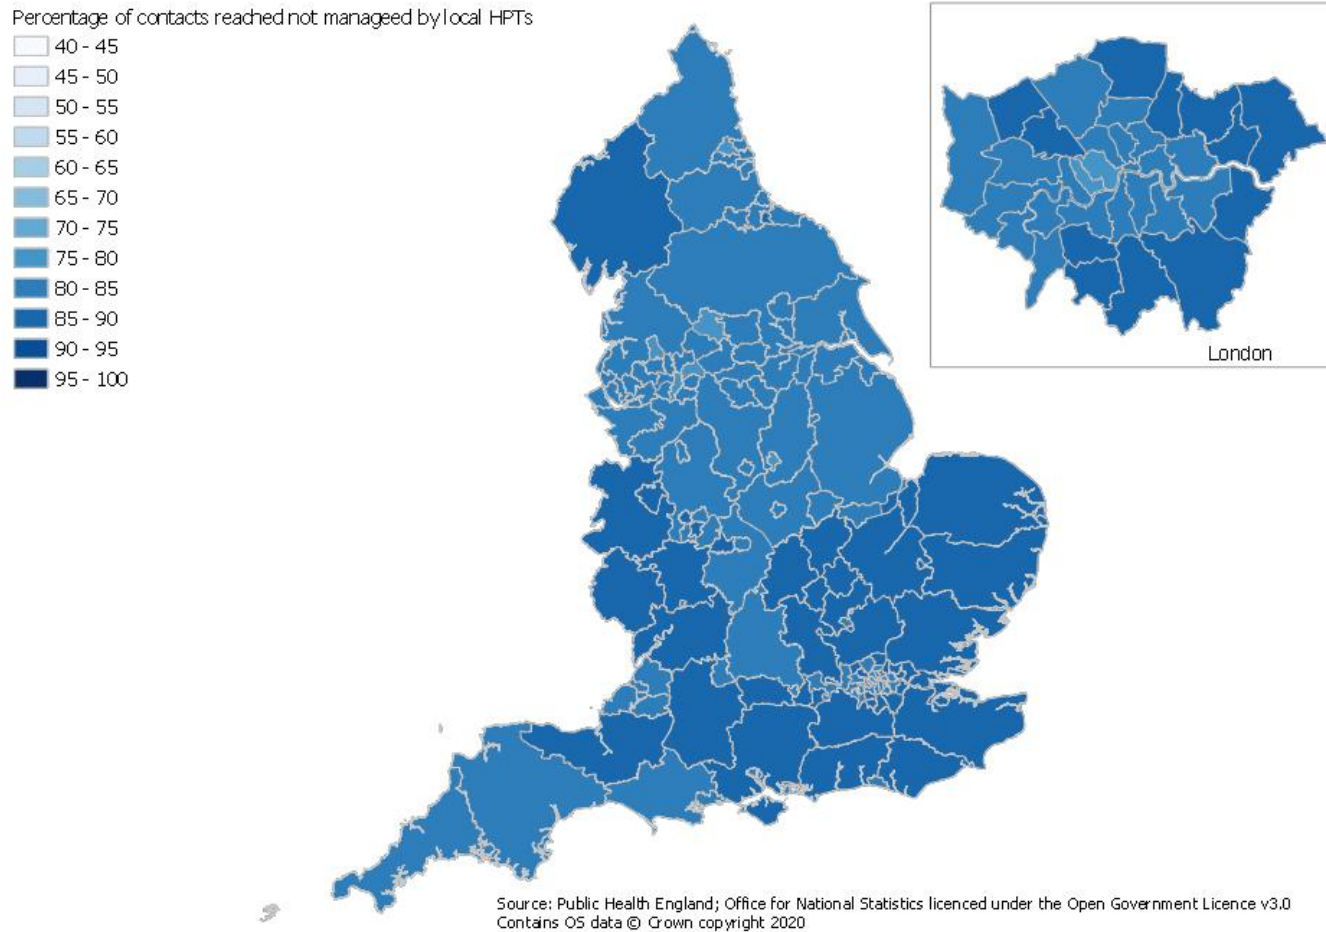 Percentage of contacts reached not manageed by local HPTs
40 - 45
45 - 50
50 - 55
55 - 60
60 - 65
65 - 70
70 - 75
75 - 80
80 - 85
85 - 90
90 - 95
95 - 100
London
Source: Public Health England; Office for National Statistics licenced under the Open Government Licence v3.0
Contains OS data © Crown copyright 2020